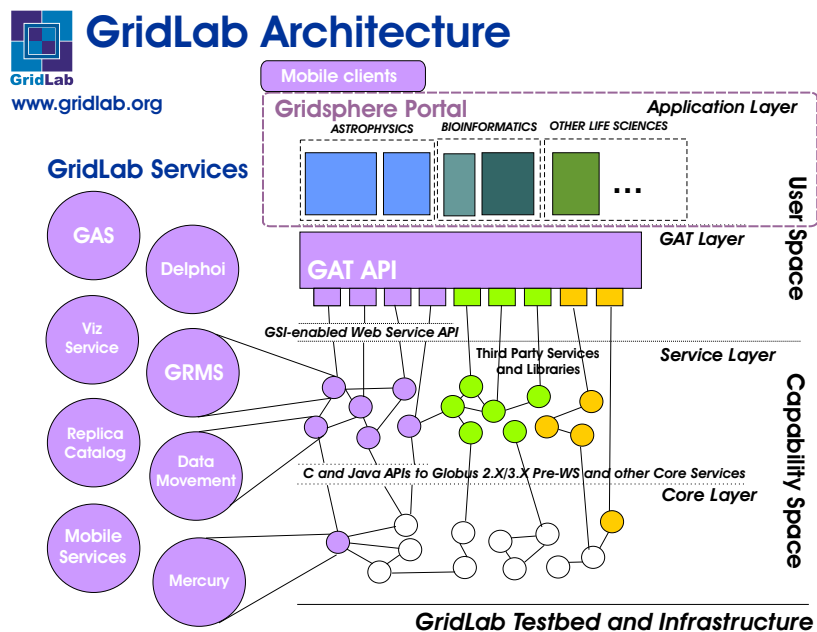 GridLab Architecture
GridLab
www.gridlab.org
Mobile clients
Gridsphere Portal
Application Layer
ASTROPHYSICS
BIOINFORMATICS
OTHER LIFE SCIENCES
...
GridLab Services
GAS
Delphoi
Viz
Service
GRMS
Replica
Catalog
Data
Movement
Mobile
Services
Mercury
GAT Layer
GAT API
User Space
GSI-enabled Web Service API
Third Party Services
and Libraries
Service Layer
Capability Space
C and Java APIs to Globus 2.X/3.X Pre-WS and other Core Services
Core Layer
GridLab Testbed and Infrastructure